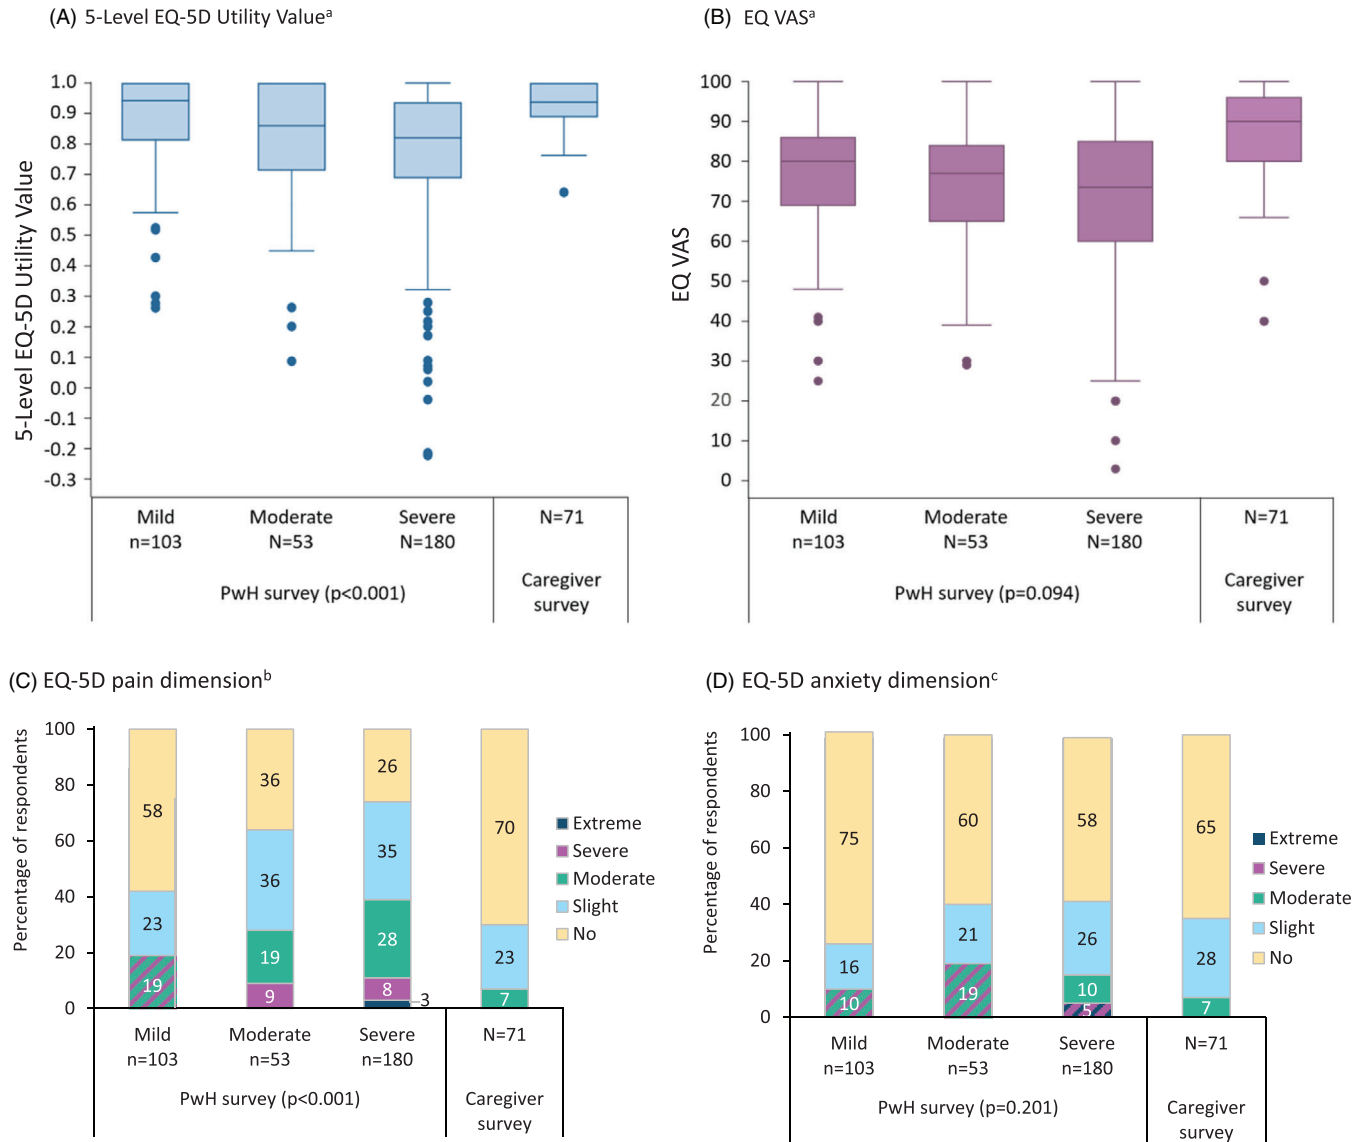 (A) 5-Level EQ-5D Utility Valueᵃ
5-Level EQ-5D Utility Value
1.0
0.9
0.8
0.7
0.6
0.5
0.4
0.3
0.2
0.1
0.0
-0.1
-0.2
-0.3
Mild Moderate Severe N=71
n=103 N=53 N=180
PwH survey (p<0.001) Caregiver
survey
(B) EQ VASᵃ
EQ VAS
100
90
80
70
60
50
40
30
20
10
0
Mild Moderate Severe N=71
n=103 N=53 N=180
PwH survey (p=0.094) Caregiver
survey
(C) EQ-5D pain dimensionᵇ
Percentage of respondents
100
80
60
40
20
0
58
23
19
36
36
19
9
26
35
28
8
3
70
23
7
Extreme
Severe
Moderate
Slight
No
Mild Moderate Severe N=71
n=103 n=53 n=180
PwH survey (p<0.001) Caregiver
survey
(D) EQ-5D anxiety dimensionᶜ
Percentage of respondents
100
80
60
40
20
0
75
16
10
60
21
19
58
26
10
5
65
28
7
Extreme
Severe
Moderate
Slight
No
Mild Moderate Severe N=71
n=103 n=53 n=180
PwH survey (p=0.201) Caregiver
survey